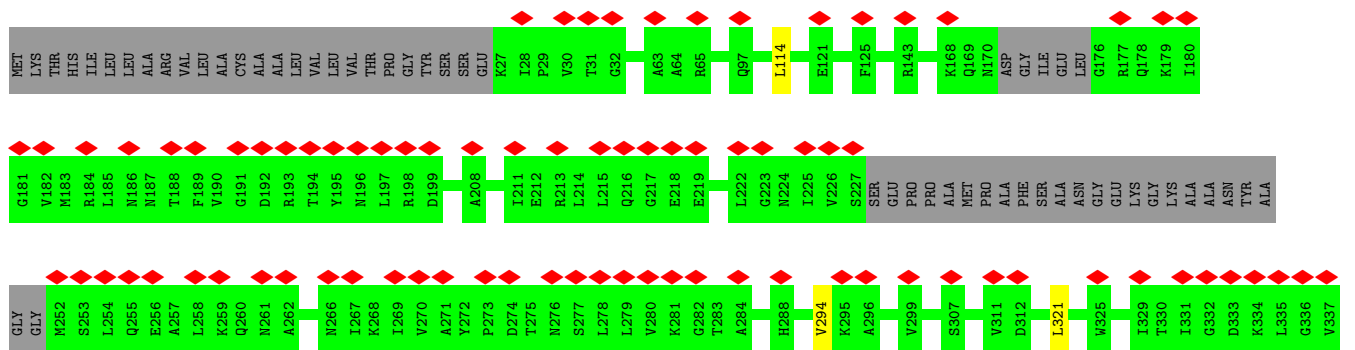 MET LYS THR HIS ILE LEU LEU ALA ARG VAL LEU ALA CYS ALA ALA LEU VAL LEU VAL THR PRO GLY TYR SER SER GLU K27 I28 P29 V30 T31 G32 A63 A64 R65 Q97 L114 E121 F125 R143 K168 Q169 N170 ASP GLY ILE GLU LEU G176 R177 Q178 K179 I180
G181 V182 M183 R184 L185 N186 N187 T188 F189 V190 G191 D192 R193 T194 Y195 N196 L197 R198 D199 A208 I211 E212 R213 L214 L215 Q216 G217 E218 E219 L222 G223 N224 I225 V226 S227 SER GLU PRO PRO ALA MET PRO ALA PHE SER ALA ASN GLY GLU LYS GLY LYS ALA ALA ASN TYR ALA
GLY GLY M252 S253 L254 Q255 E256 A257 L258 K259 Q260 N261 A262 N266 I267 K268 I269 V270 A271 Y272 P273 D274 T275 N276 S277 L278 L279 V280 K281 G282 T283 A284 H288 V294 K295 A296 V299 S307 V311 D312 L321 W325 I329 T330 I331 G332 D333 K334 L335 G336 V337